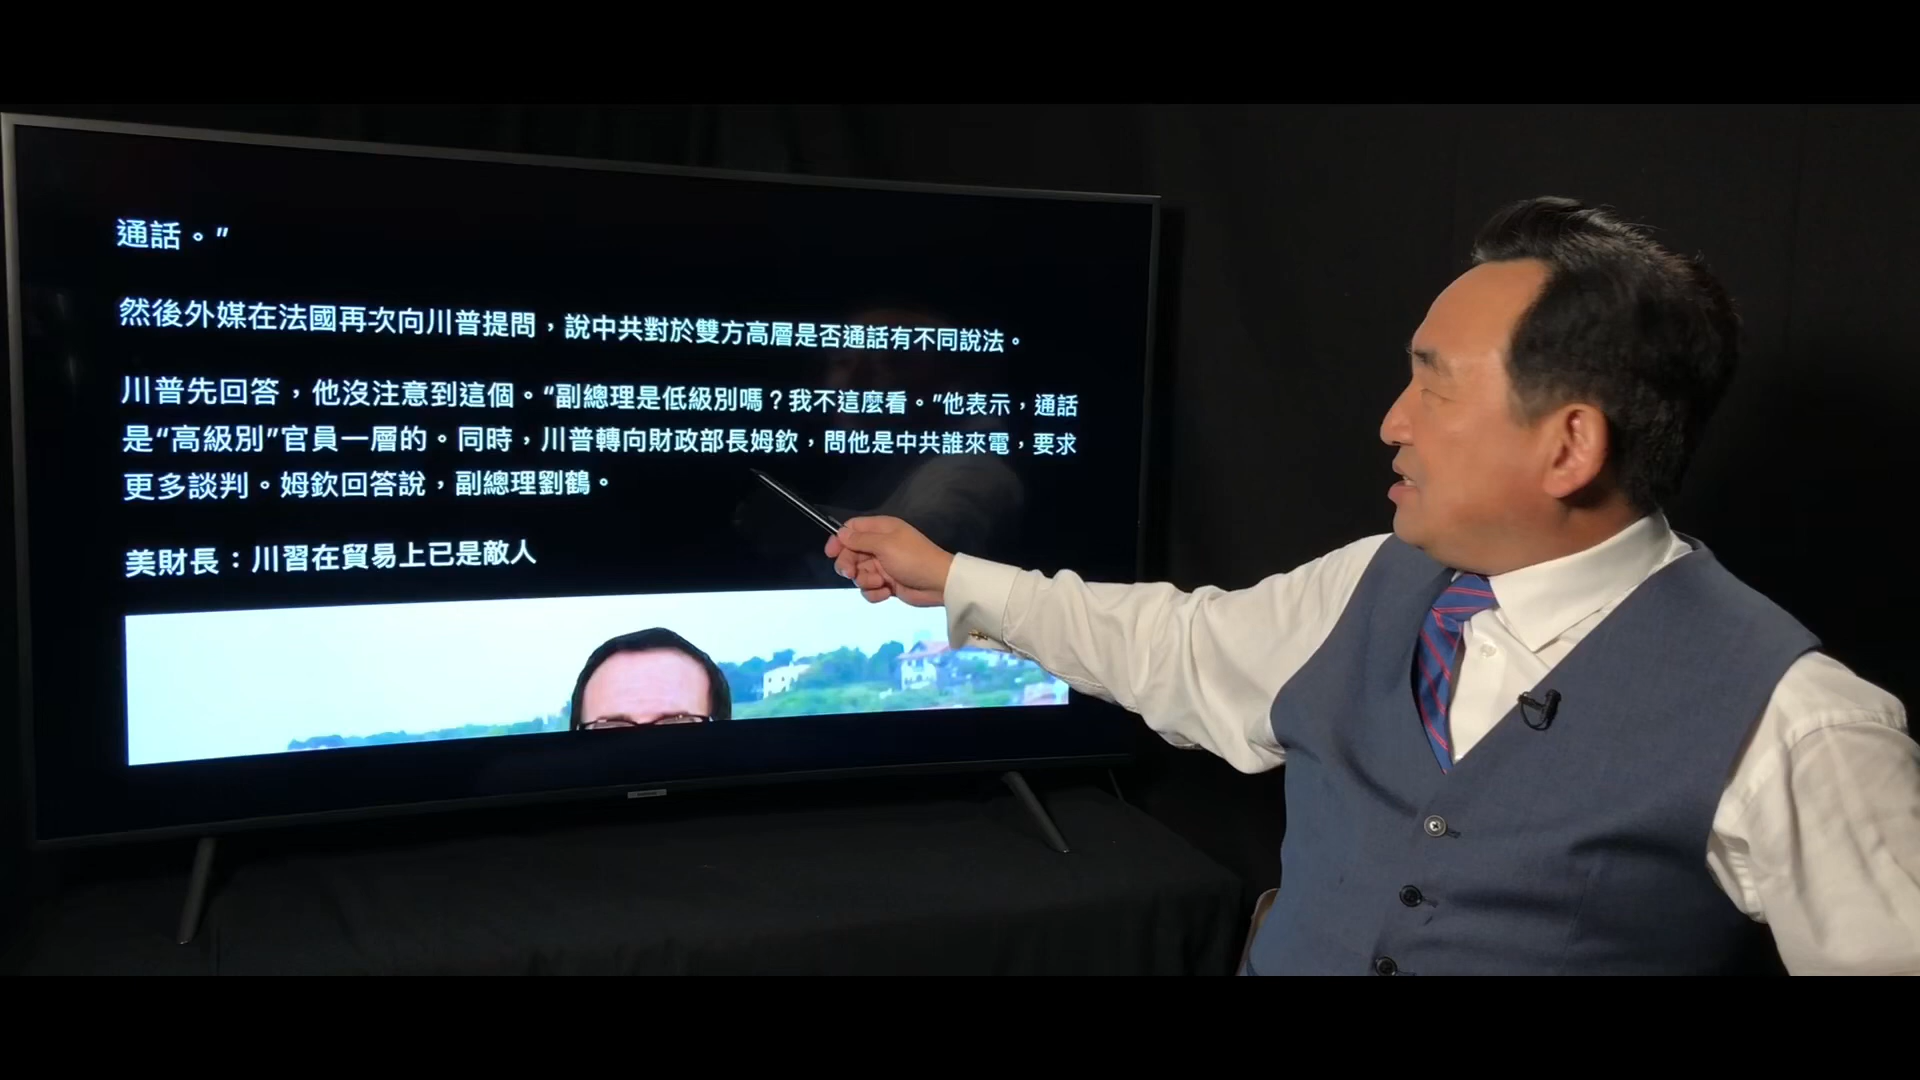 通話。”
然後外媒在法國再次向川普提問，說中共對於雙方高層是否通話有不同說法。
川普先回答，他沒注意到這個。“副總理是低級別嗎？我不這麼看。”他表示，通話
是“高級別”官員一層的。同時，川普轉向財政部長姆欽，問他是中共誰來電，要求
更多談判。姆欽回答說，副總理劉鶴。
美財長：川習在貿易上已是敵人